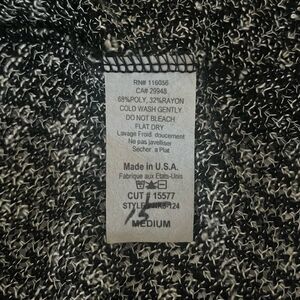 RN# 116056
CA# 29948
68%POLY, 32%RAYON
COLD WASH GENTLY
DO NOT BLEACH
FLAT DRY
Lavage Froid. doucement
Ne pas javelliser
Secher a Plat
Made in U.S.A.
Fabrique aux Etats-Unis
CUT # 15577
STYLE# 124
MEDIUM